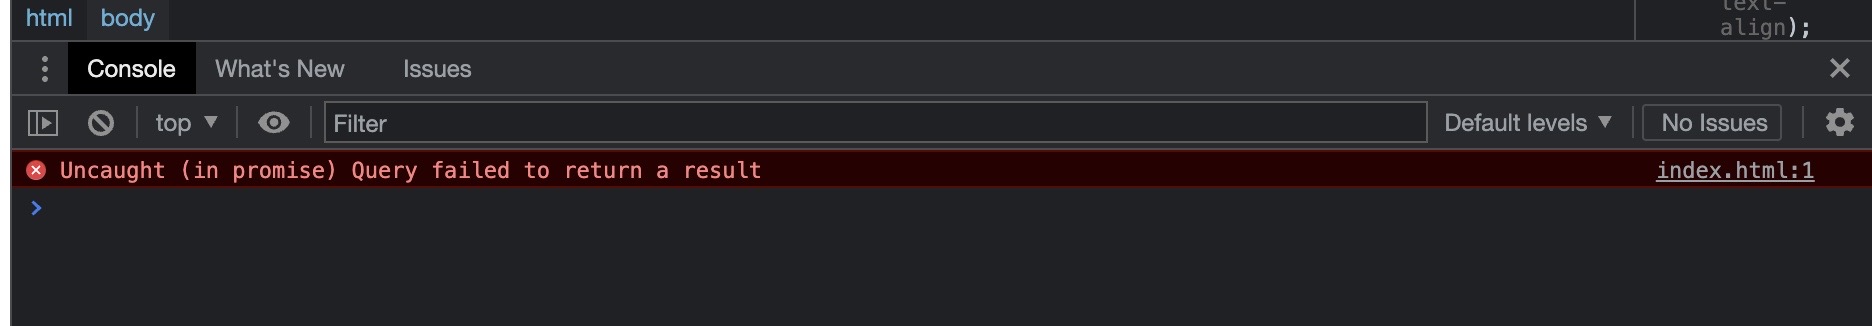 html body
text-
align);
Console What's New Issues
top Filter Default levels No Issues
Uncaught (in promise) Query failed to return a result index.html:1